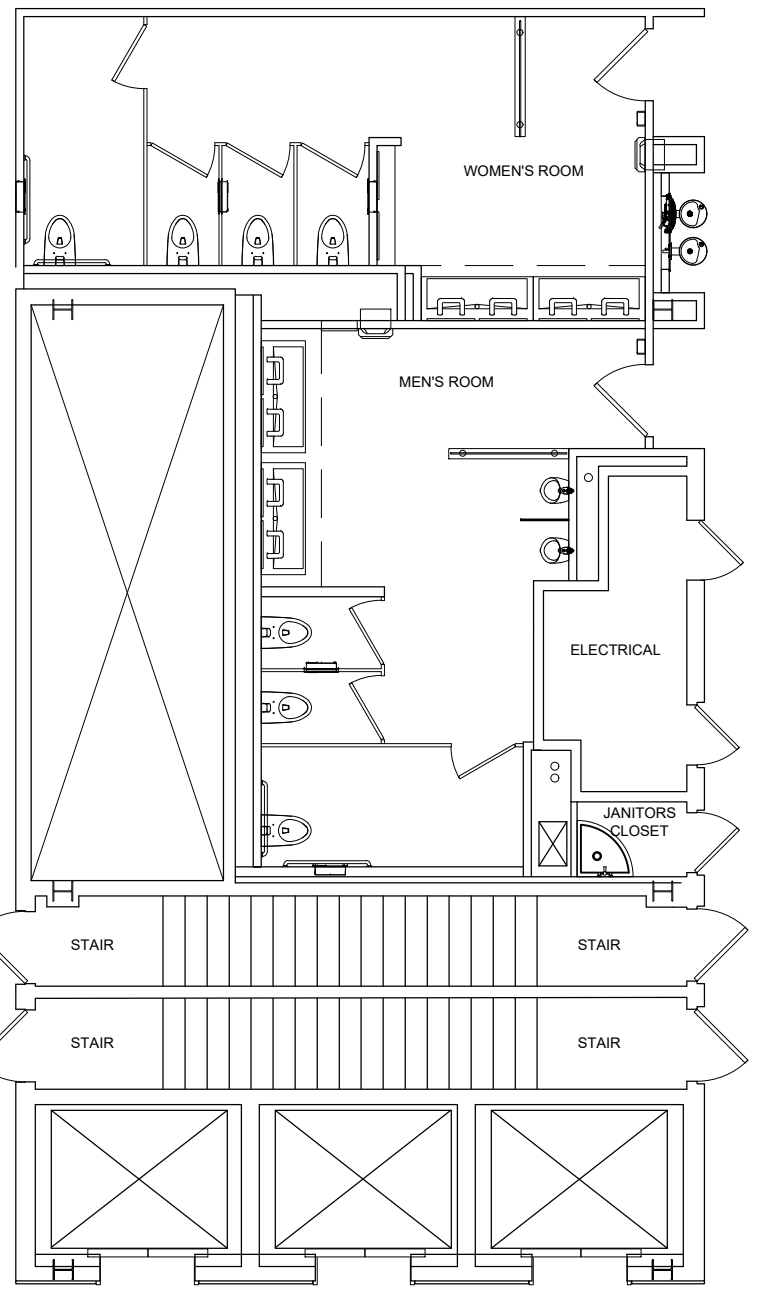 WOMEN'S ROOM
MEN'S ROOM
ELECTRICAL
JANITORS
CLOSET
STAIR
STAIR
STAIR
STAIR